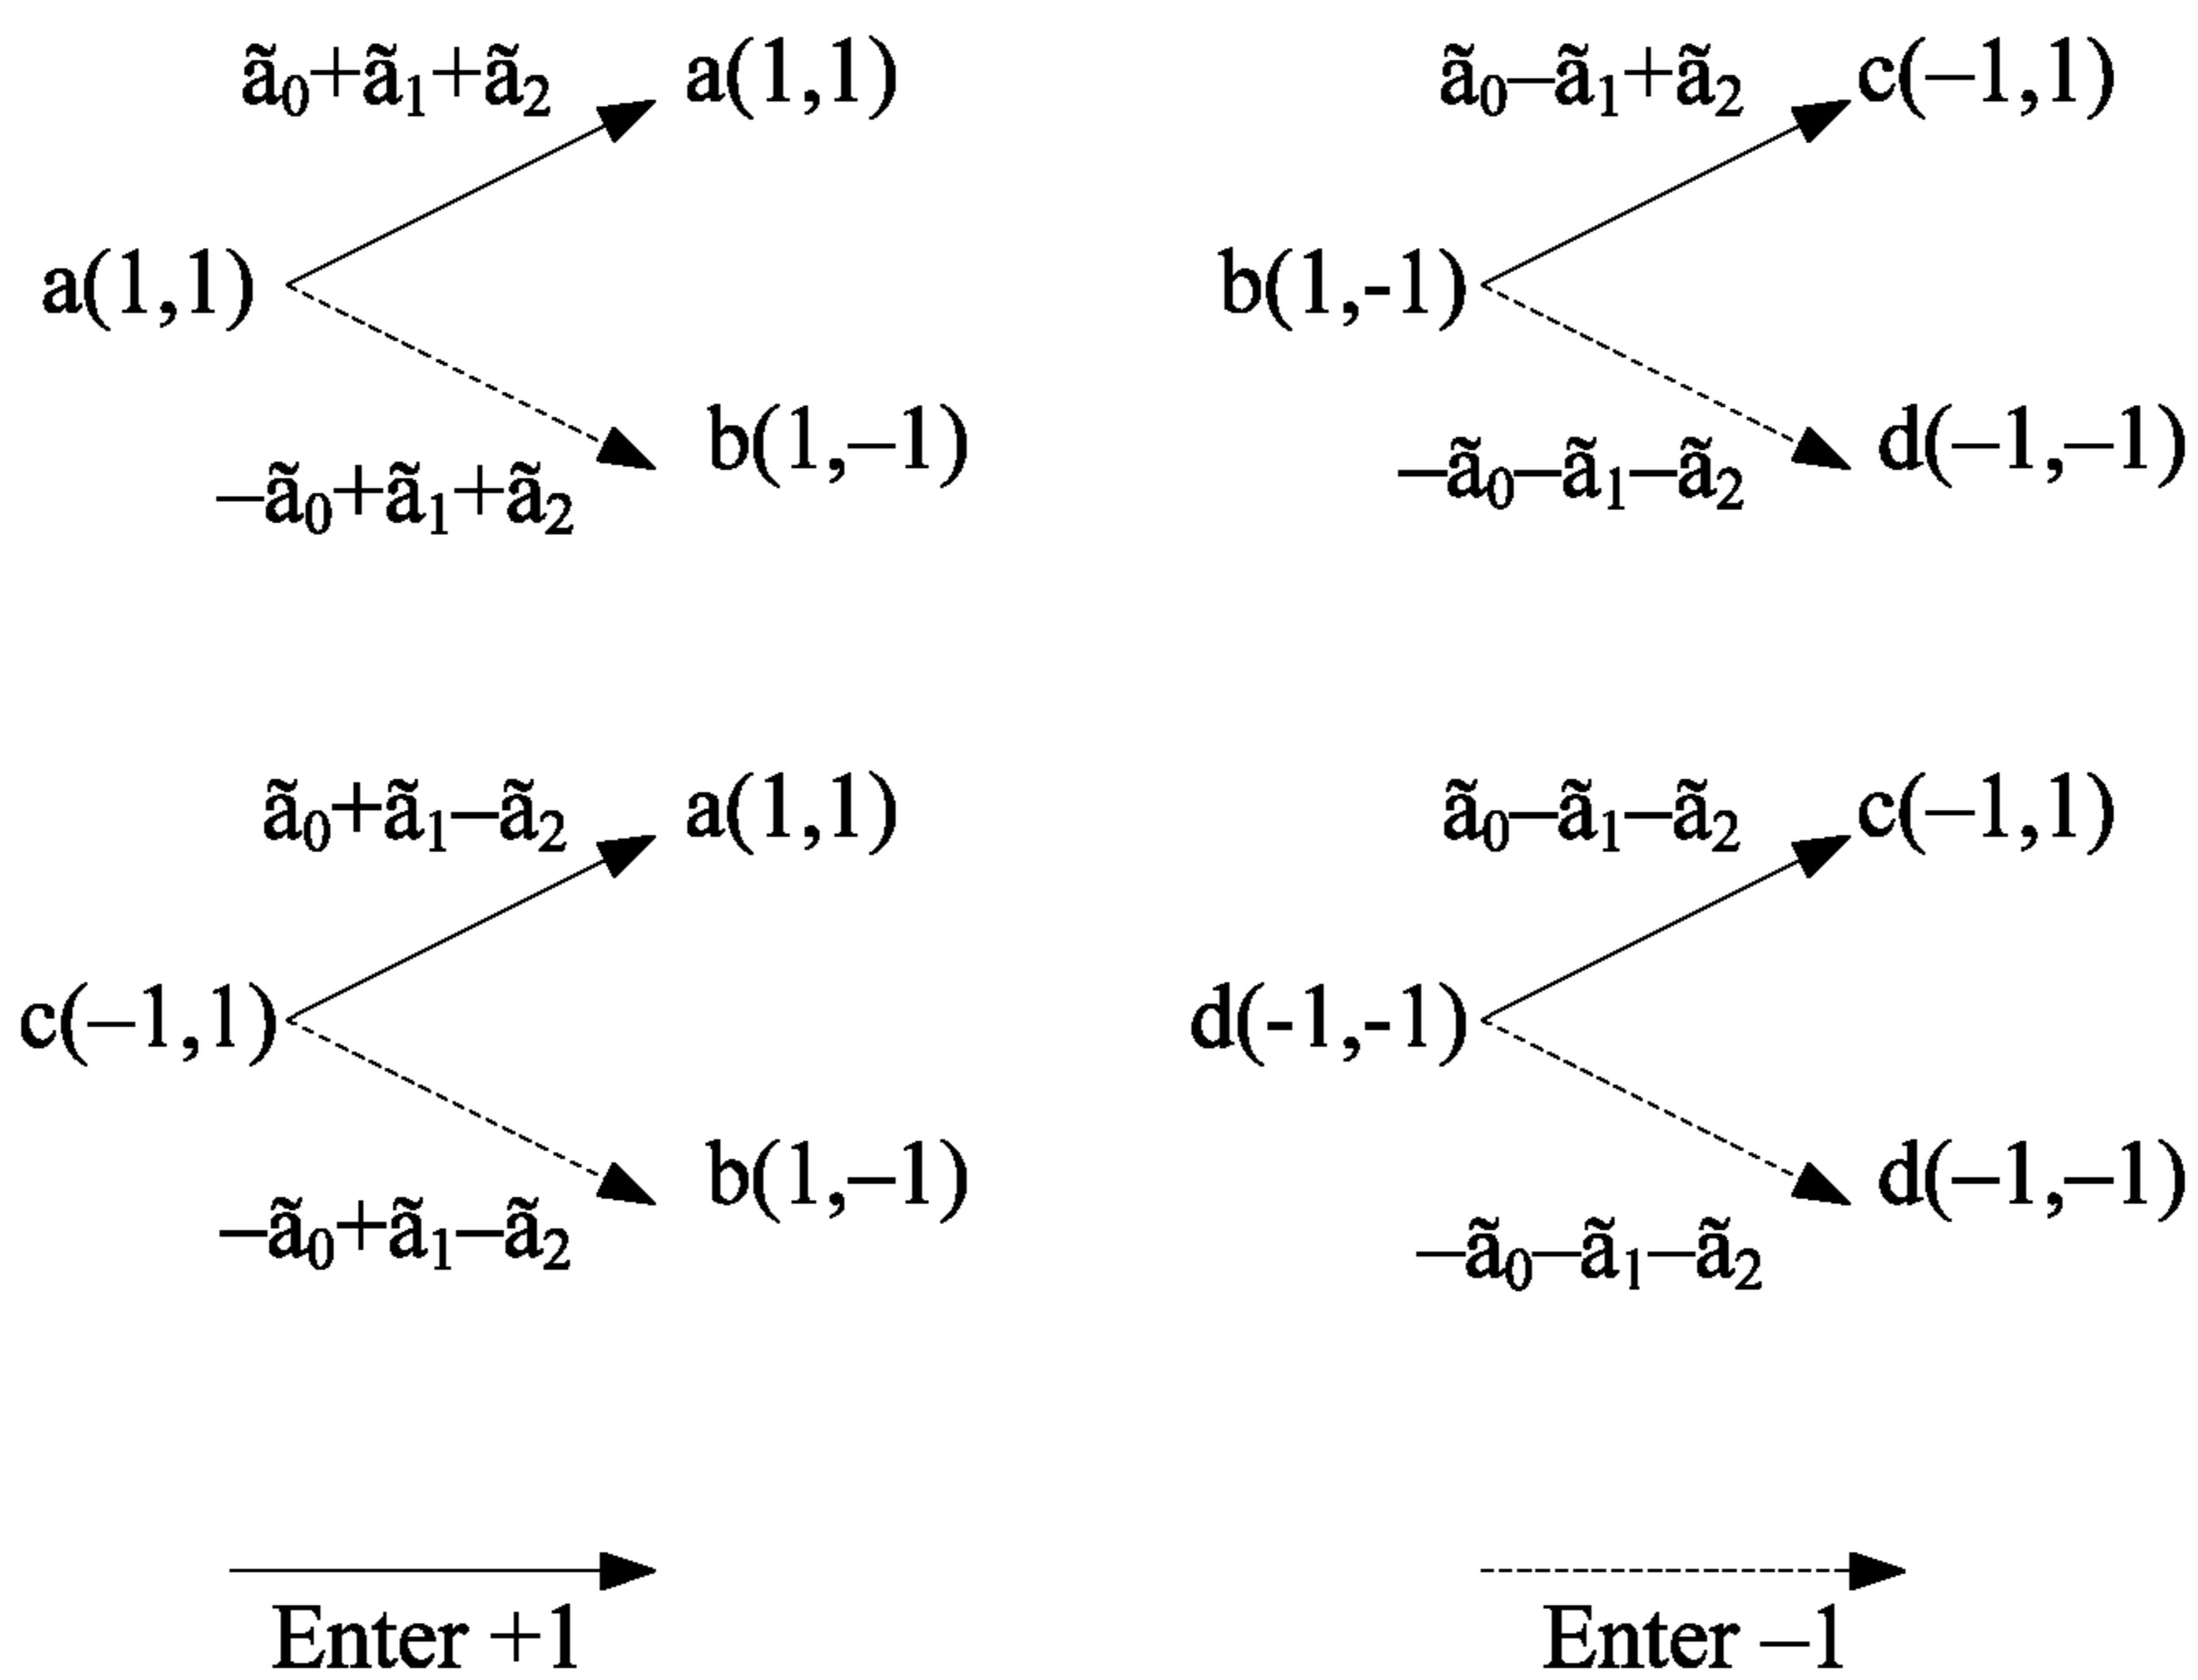 ã₀+ã₁+ã₂ a(1,1) ã₀–ã₁+ã₂ c(–1,1)
a(1,1) b(1,-1)
b(1,–1) d(–1,–1)
–ã₀+ã₁+ã₂ –ã₀–ã₁–ã₂
ã₀+ã₁–ã₂ a(1,1) ã₀–ã₁–ã₂ c(–1,1)
c(–1,1) d(-1,-1)
b(1,–1) d(–1,–1)
–ã₀+ã₁–ã₂ –ã₀–ã₁–ã₂
Enter +1 Enter –1